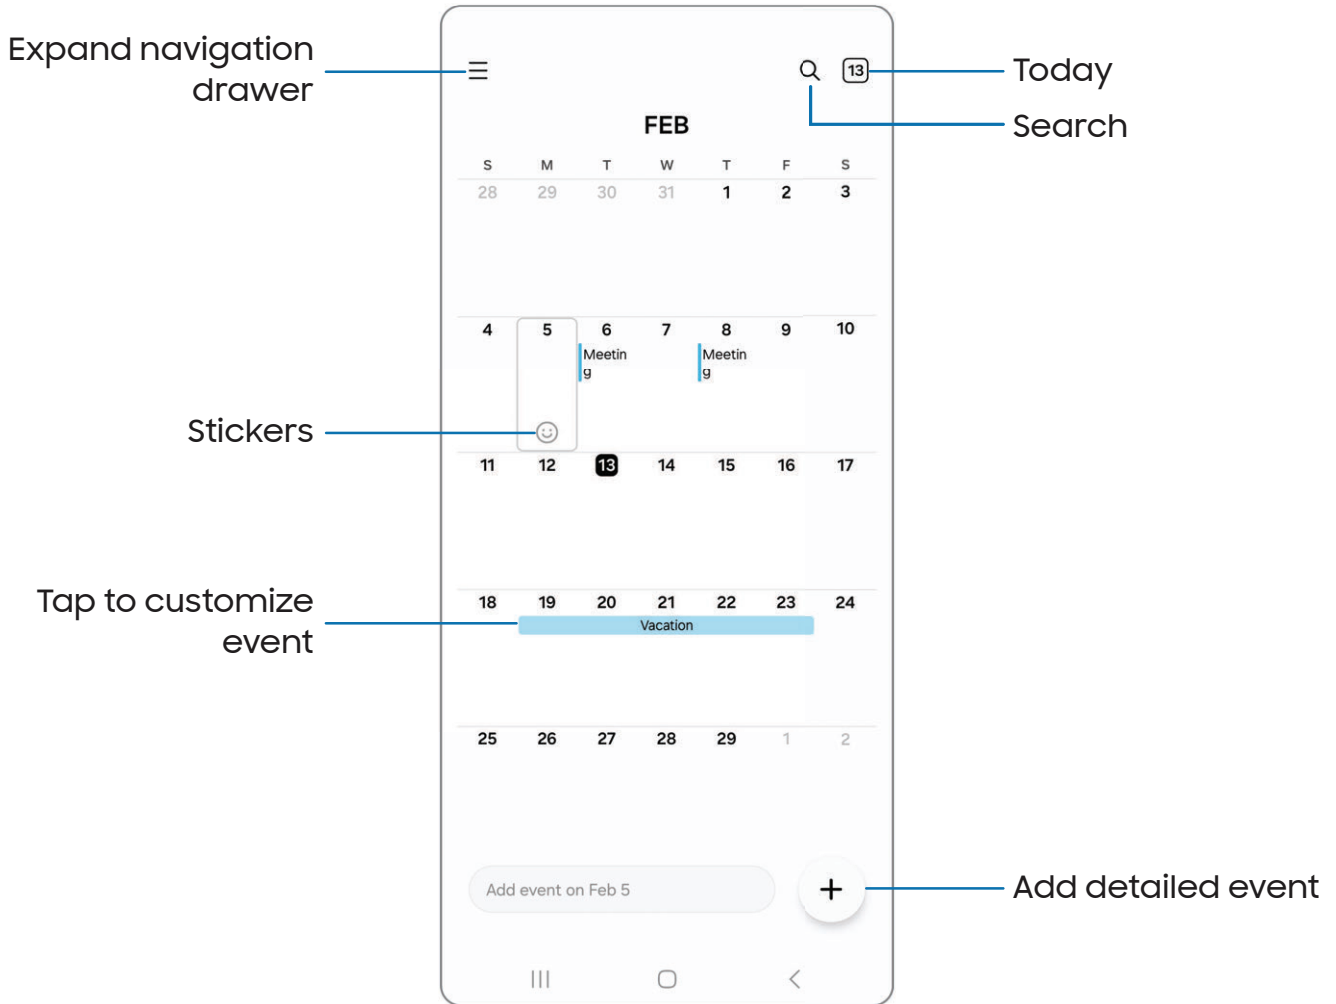 Expand navigation
drawer
13
Today
Search
FEB
S M T W T F S
28 29 30 31 1 2 3
4 5 6 7 8 9 10
Meetin
g
Meetin
g
Stickers
11 12 13 14 15 16 17
Tap to customize
event
18 19 20 21 22 23 24
Vacation
25 26 27 28 29 1 2
Add event on Feb 5
Add detailed event